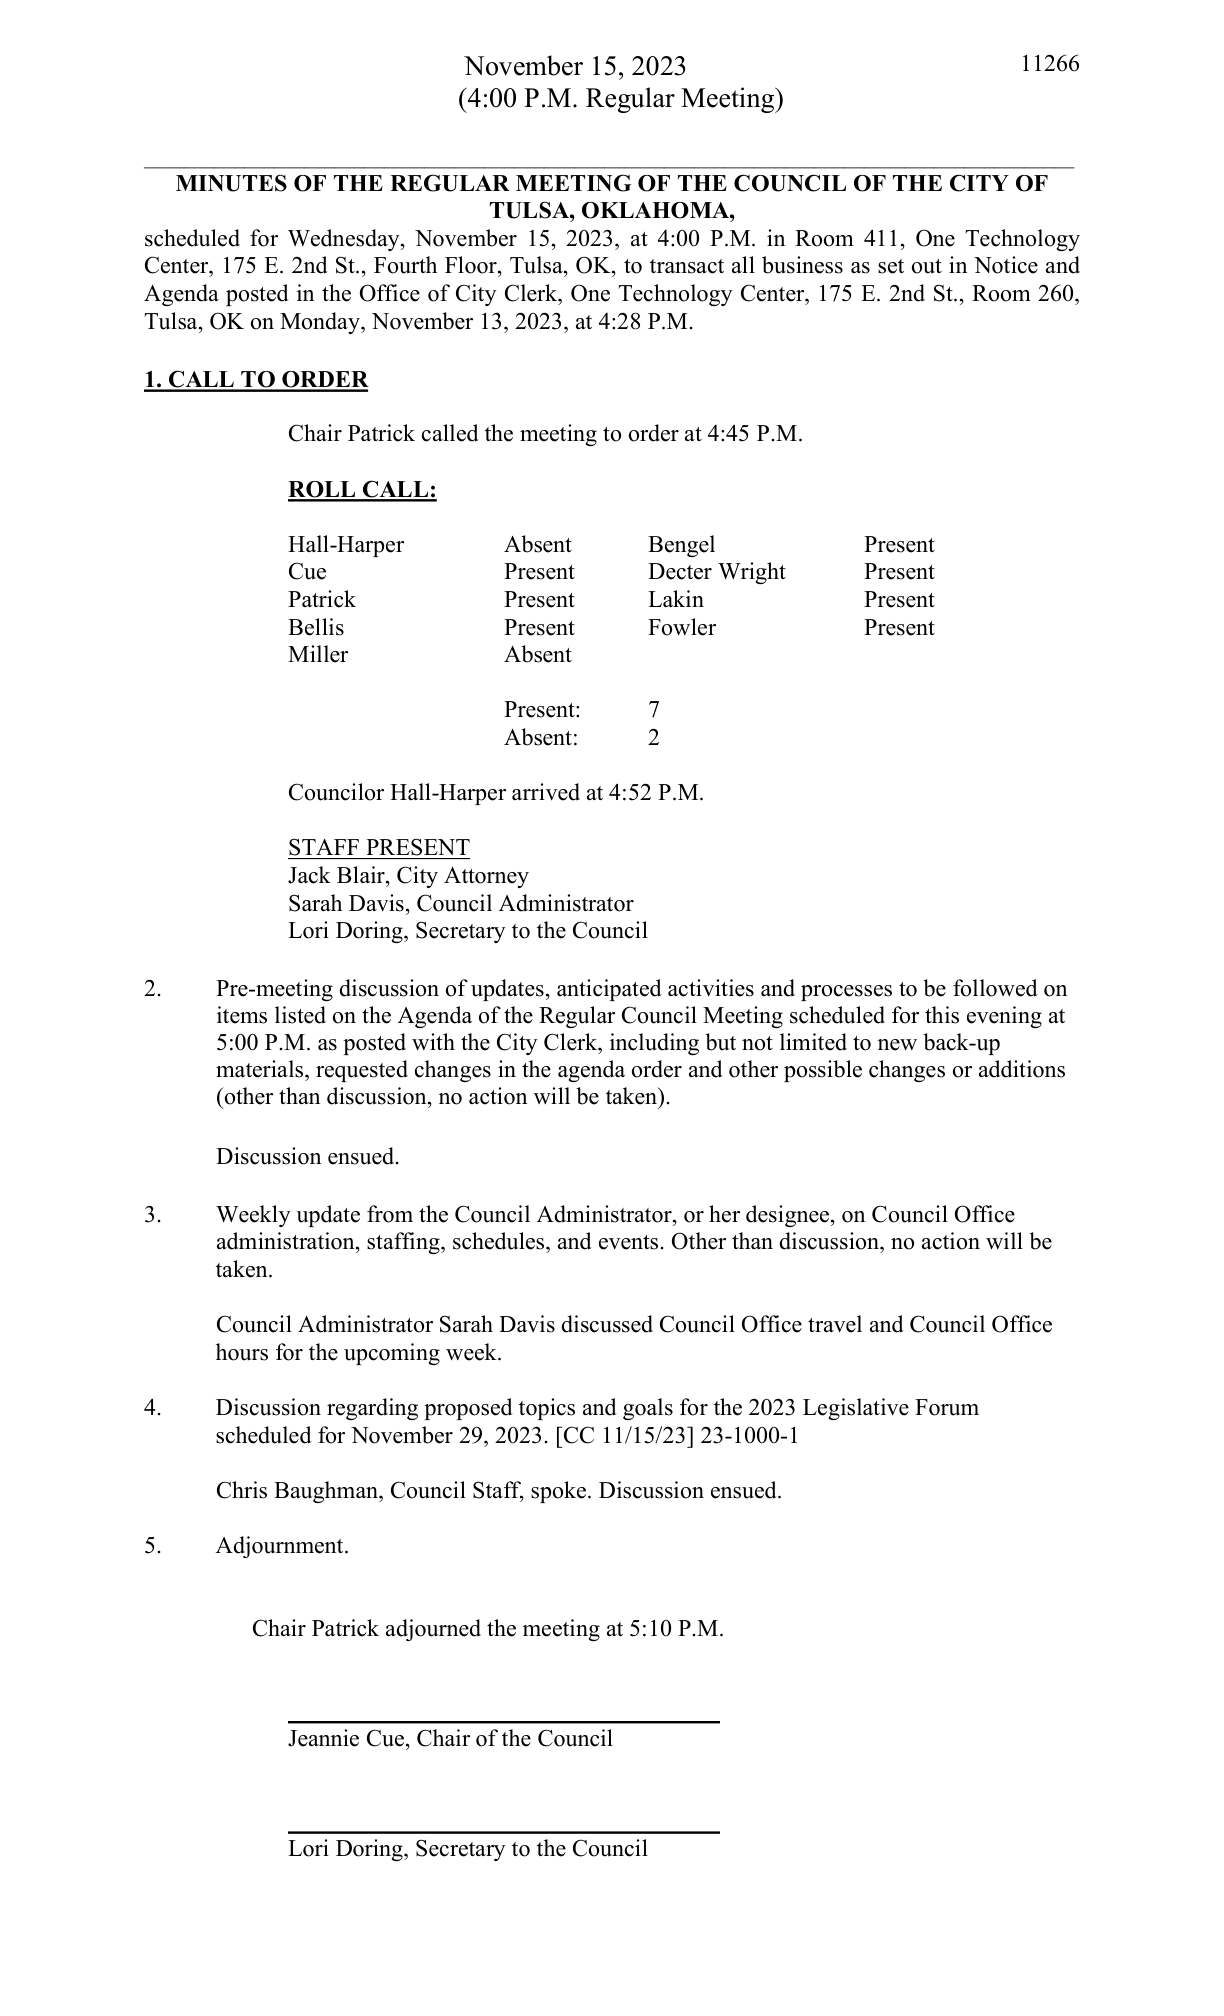 November 15, 2023 11266
(4:00 P.M. Regular Meeting)
MINUTES OF THE REGULAR MEETING OF THE COUNCIL OF THE CITY OF
TULSA, OKLAHOMA,
scheduled for Wednesday, November 15, 2023, at 4:00 P.M. in Room 411, One Technology
Center, 175 E. 2nd St., Fourth Floor, Tulsa, OK, to transact all business as set out in Notice and
Agenda posted in the Office of City Clerk, One Technology Center, 175 E. 2nd St., Room 260,
Tulsa, OK on Monday, November 13, 2023, at 4:28 P.M.
1. CALL TO ORDER
Chair Patrick called the meeting to order at 4:45 P.M.
ROLL CALL:
Hall-Harper Absent Bengel Present
Cue Present Decter Wright Present
Patrick Present Lakin Present
Bellis Present Fowler Present
Miller Absent
Present: 7
Absent: 2
Councilor Hall-Harper arrived at 4:52 P.M.
STAFF PRESENT
Jack Blair, City Attorney
Sarah Davis, Council Administrator
Lori Doring, Secretary to the Council
2. Pre-meeting discussion of updates, anticipated activities and processes to be followed on
items listed on the Agenda of the Regular Council Meeting scheduled for this evening at
5:00 P.M. as posted with the City Clerk, including but not limited to new back-up
materials, requested changes in the agenda order and other possible changes or additions
(other than discussion, no action will be taken).
Discussion ensued.
3. Weekly update from the Council Administrator, or her designee, on Council Office
administration, staffing, schedules, and events. Other than discussion, no action will be
taken.
Council Administrator Sarah Davis discussed Council Office travel and Council Office
hours for the upcoming week.
4. Discussion regarding proposed topics and goals for the 2023 Legislative Forum
scheduled for November 29, 2023. [CC 11/15/23] 23-1000-1
Chris Baughman, Council Staff, spoke. Discussion ensued.
5. Adjournment.
Chair Patrick adjourned the meeting at 5:10 P.M.
Jeannie Cue, Chair of the Council
Lori Doring, Secretary to the Council